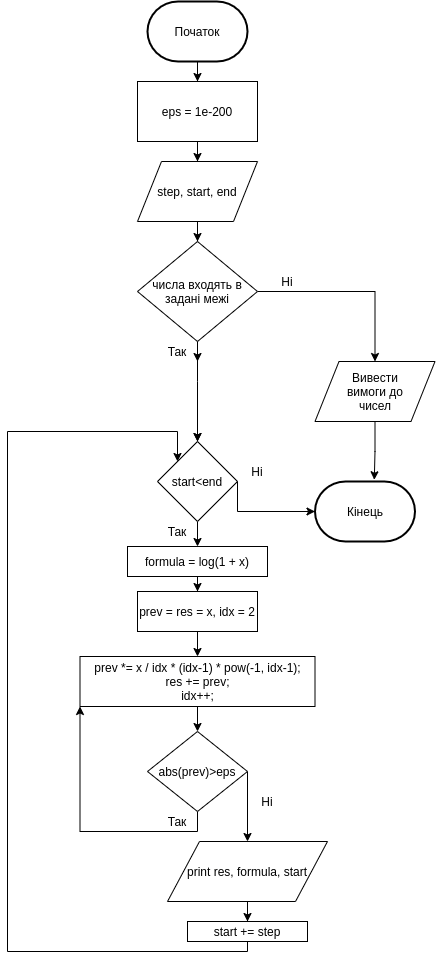 Початок
eps = 1e-200
step, start, end
числа входять в
задані межі
Ні
Так
Вивести
вимоги до
чисел
start<end
Ні
Кінець
Так
formula = log(1 + x)
prev = res = x, idx = 2
prev *= x / idx * (idx-1) * pow(-1, idx-1);
res += prev;
idx++;
abs(prev)>eps
Ні
Так
print res, formula, start
start += step